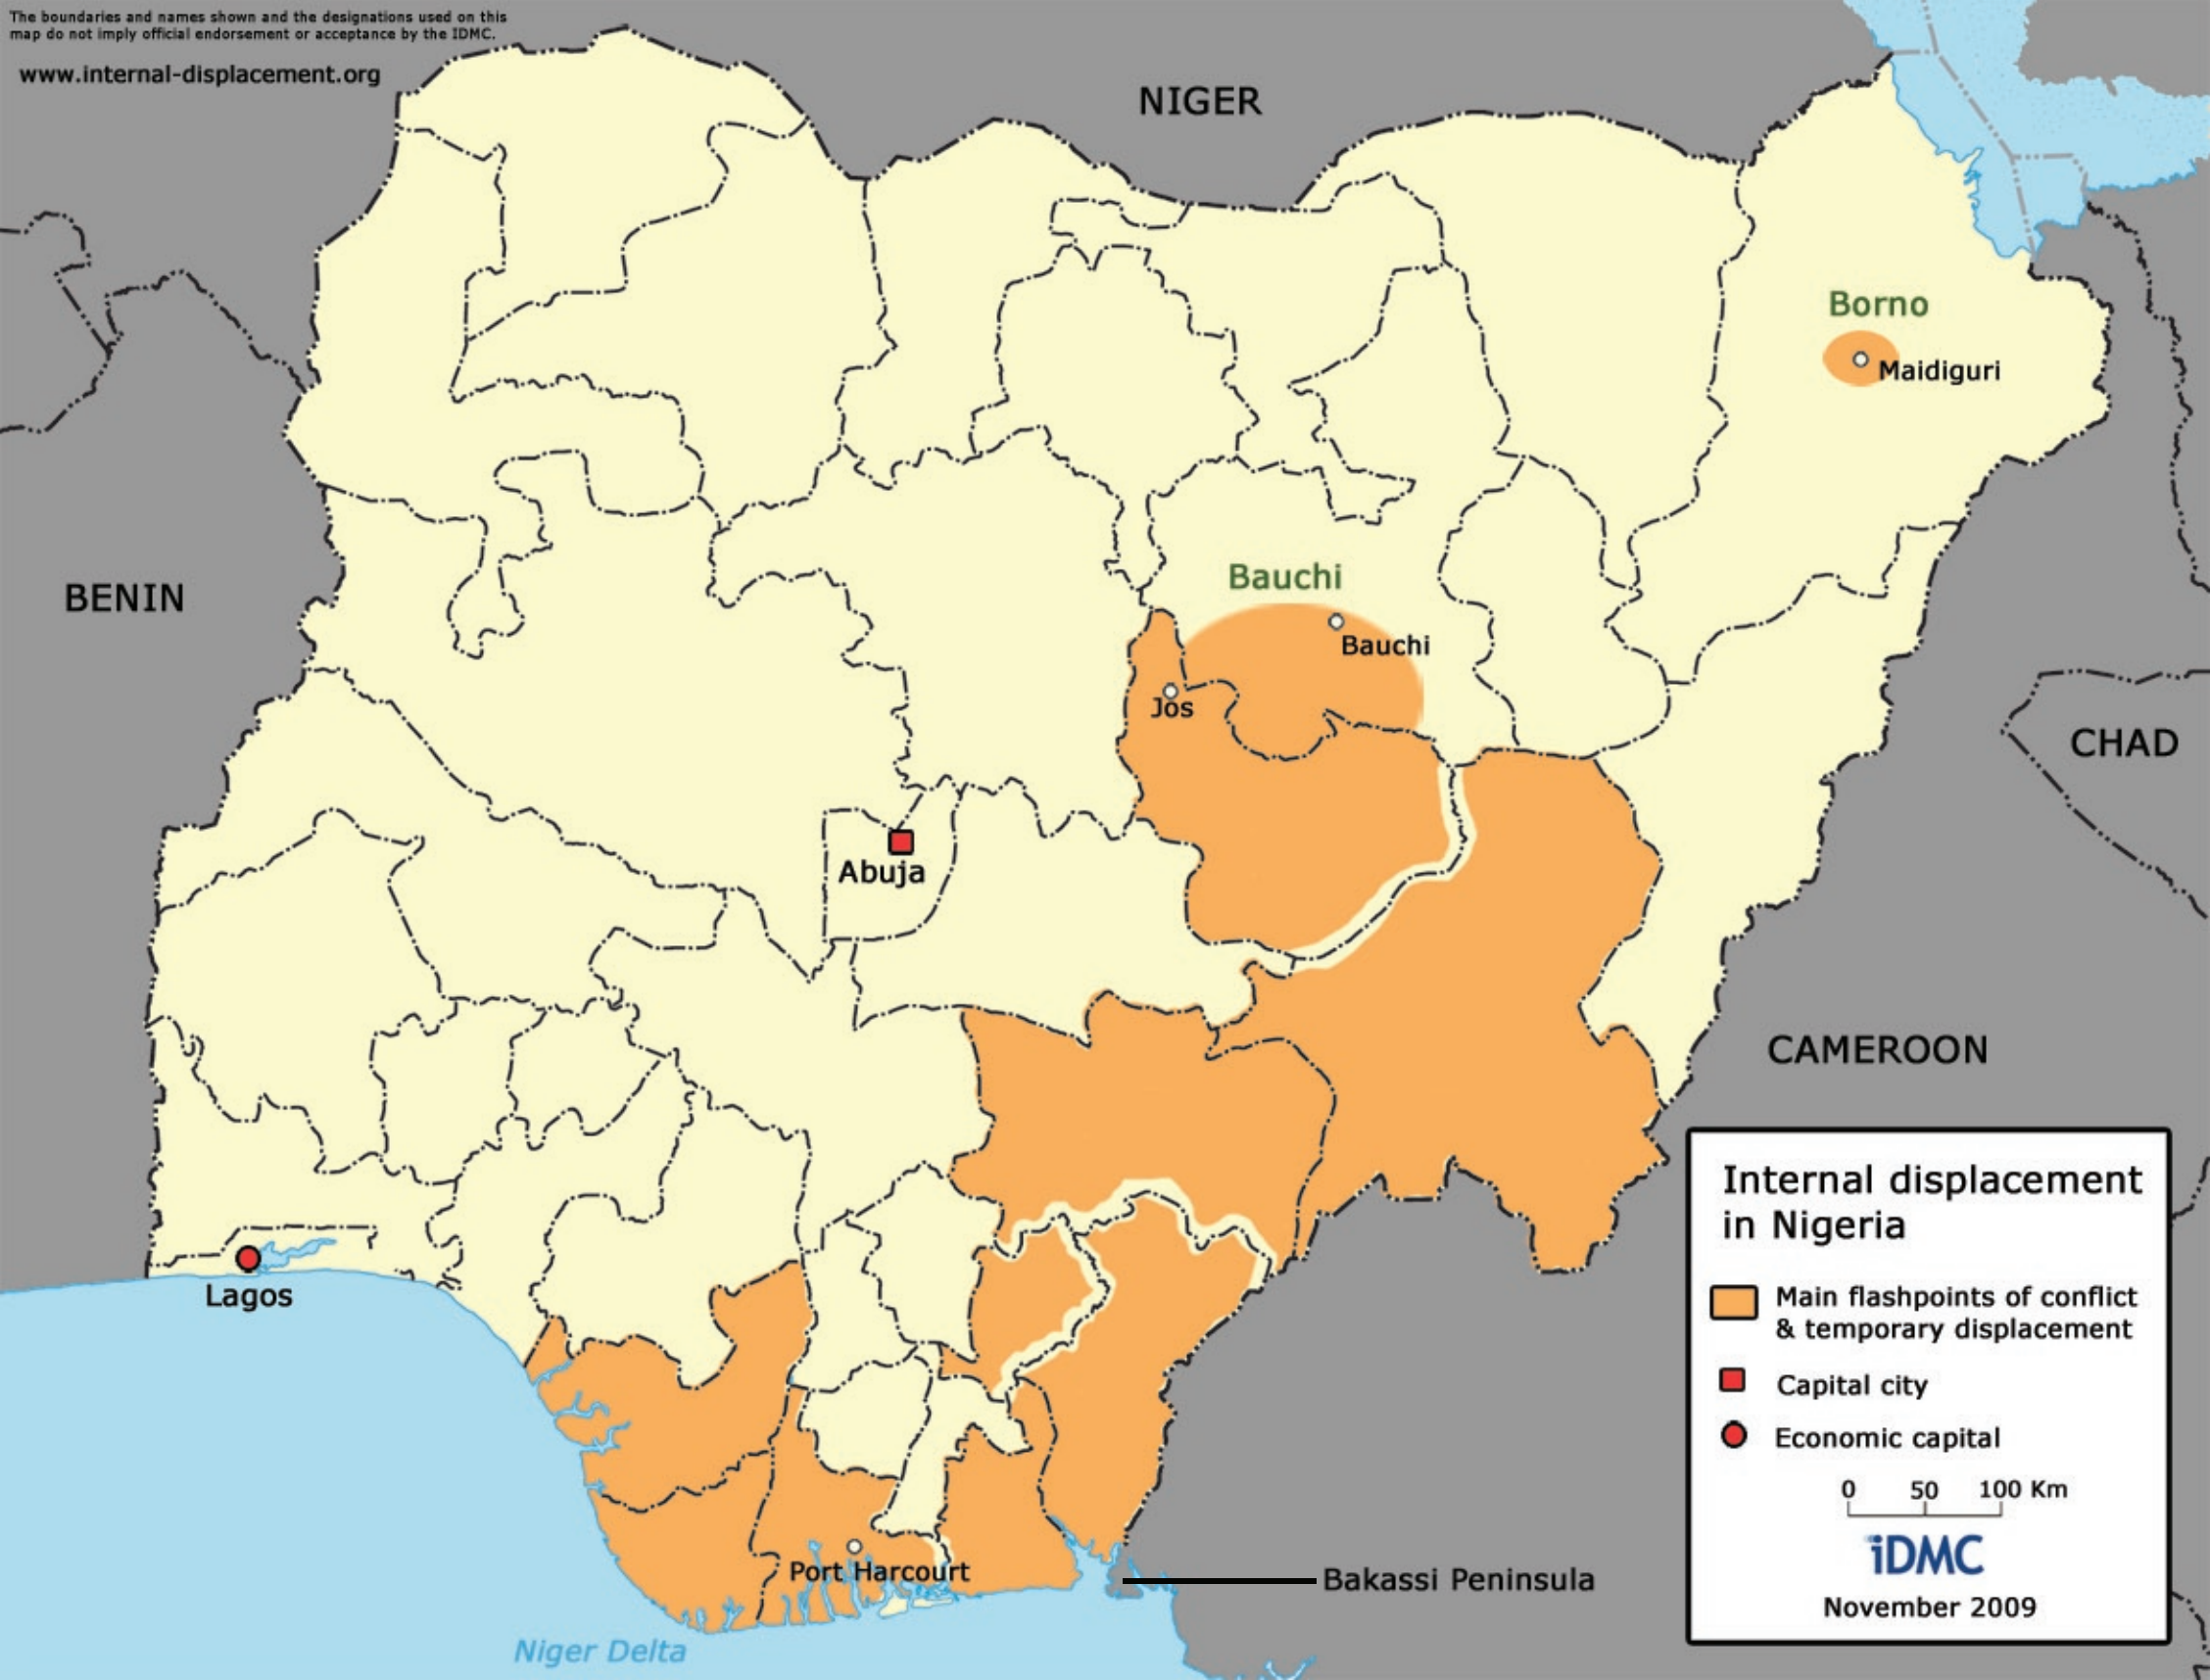 The boundaries and names shown and the designations used on this
map do not imply official endorsement or acceptance by the IDMC.
www.internal-displacement.org
NIGER
Borno
Maidiguri
BENIN
Bauchi
Bauchi
Jos
CHAD
Abuja
CAMEROON
Lagos
Port Harcourt
Bakassi Peninsula
Niger Delta
Internal displacement
in Nigeria
Main flashpoints of conflict
& temporary displacement
Capital city
Economic capital
0 50 100 Km
iDMC
November 2009